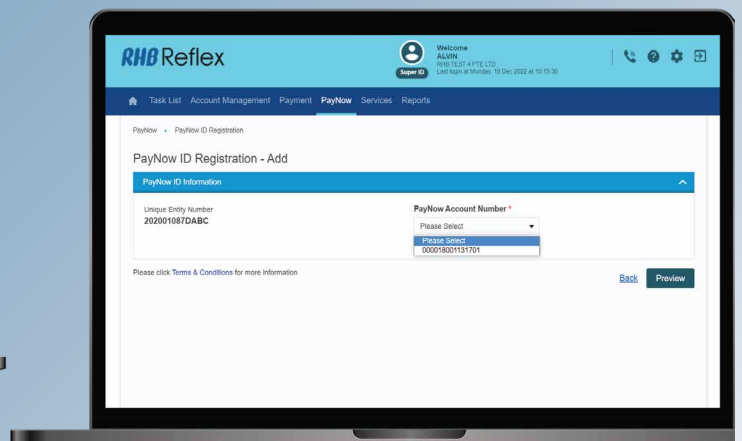 RHB Reflex
Super ID
Welcome
ALVIN
RHB TEST 4 PTE LTD
Last login at Monday, 19 Dec 2022 at 10:15:30
Task List Account Management Payment PayNow Services Reports
PayNow PayNow ID Registration
PayNow ID Registration - Add
PayNow ID Information
Unique Entity Number
202001087DABC
PayNow Account Number *
Please Select
Please Select
000018001131701
Please click Terms & Conditions for more information
Back Preview